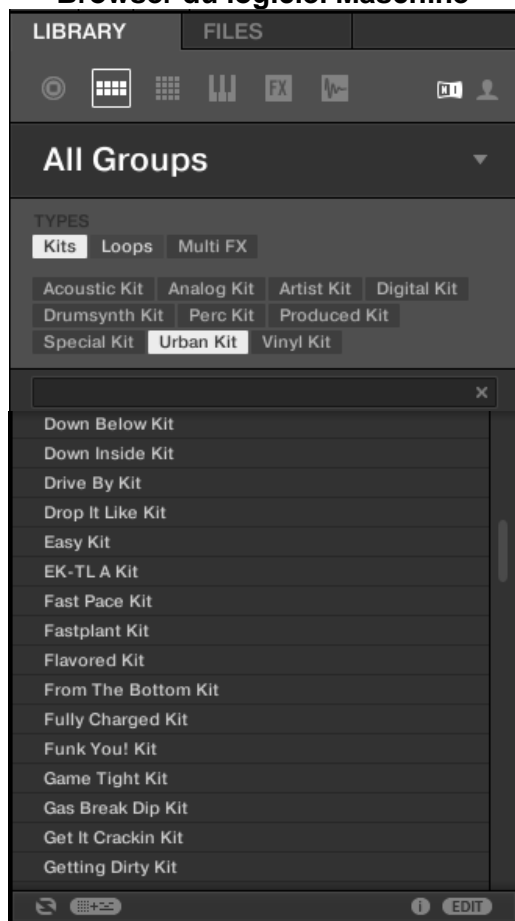 Browser du logiciel Maschine
LIBRARY FILES
FX NI
All Groups
TYPES
Kits Loops Multi FX
Acoustic Kit Analog Kit Artist Kit Digital Kit
Drumsynth Kit Perc Kit Produced Kit
Special Kit Urban Kit Vinyl Kit
Down Below Kit
Down Inside Kit
Drive By Kit
Drop It Like Kit
Easy Kit
EK-TL A Kit
Fast Pace Kit
Fastplant Kit
Flavored Kit
From The Bottom Kit
Fully Charged Kit
Funk You! Kit
Game Tight Kit
Gas Break Dip Kit
Get It Crackin Kit
Getting Dirty Kit
i EDIT